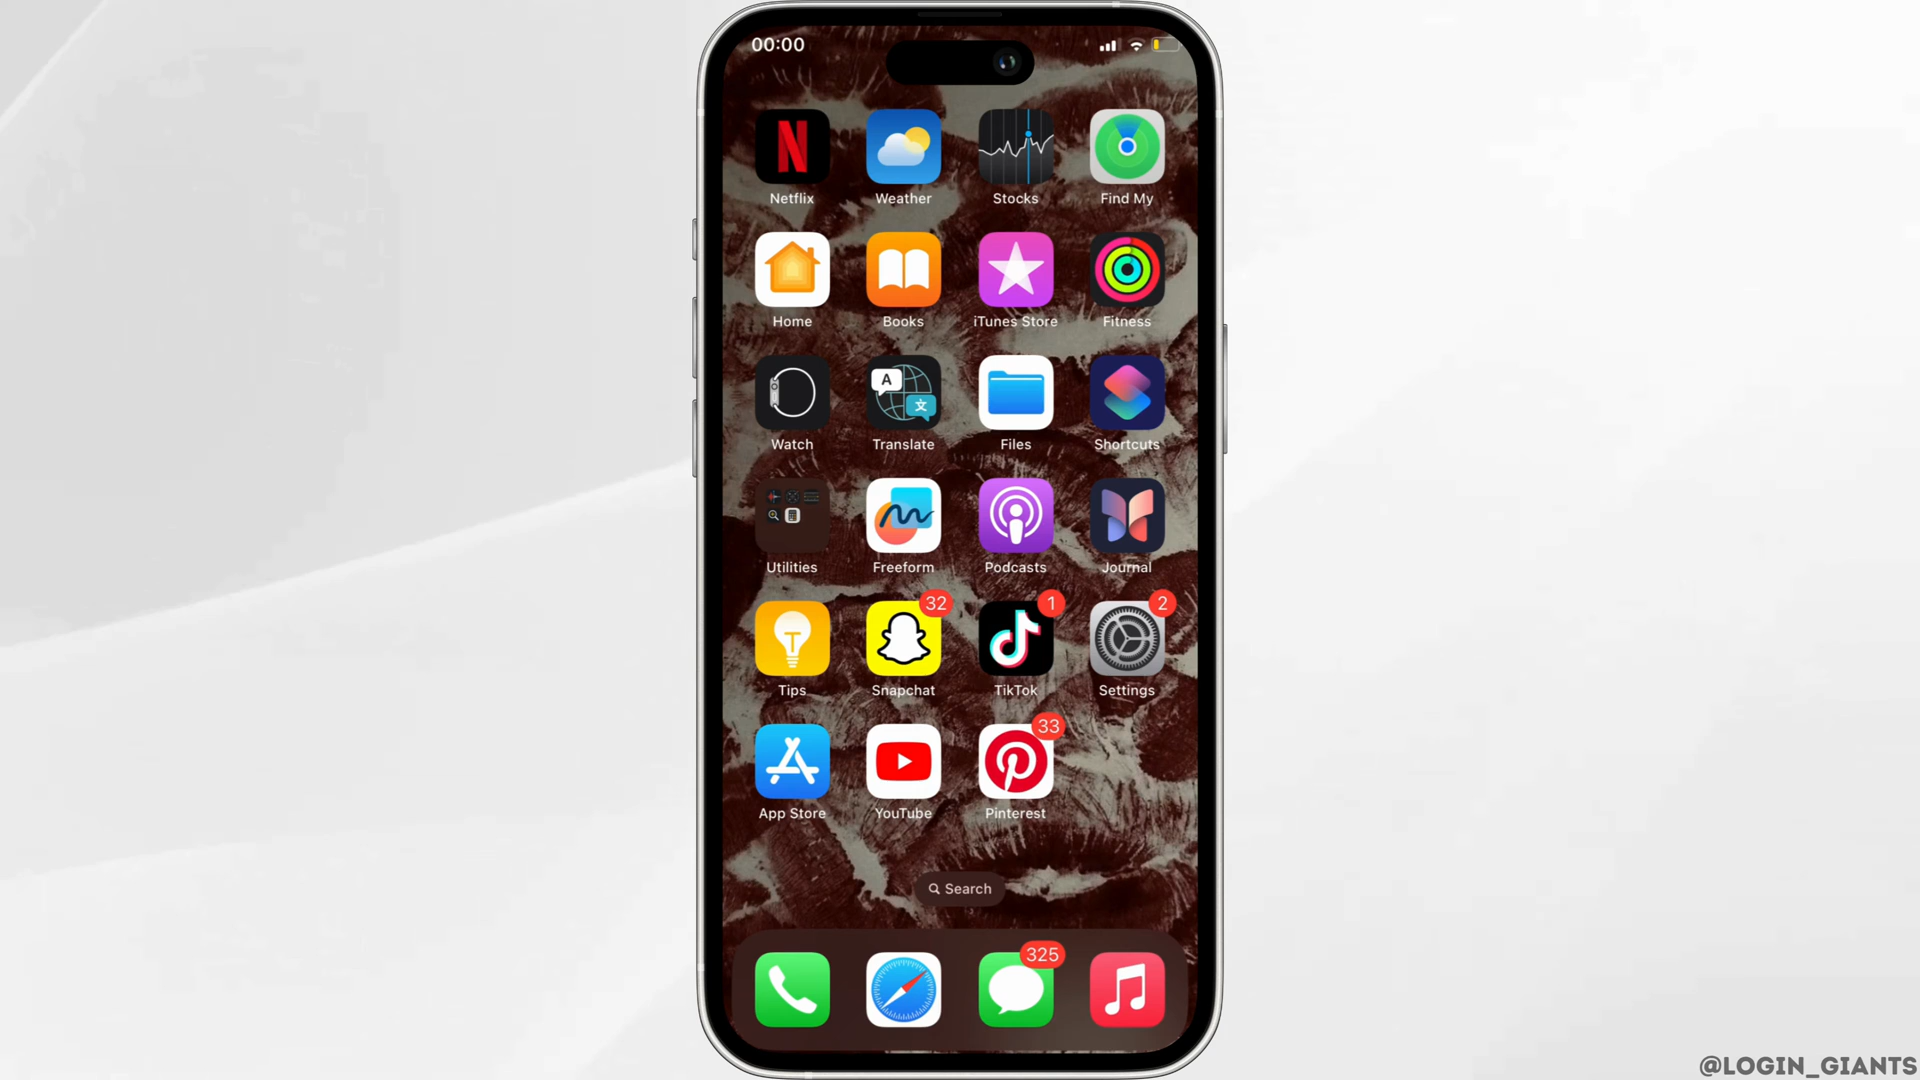 00:00
Netflix Weather Stocks Find My
Home Books iTunes Store Fitness
A 文
Watch Translate Files Shortcuts
Utilities Freeform Podcasts Journal
32 1 2
Tips Snapchat TikTok Settings
33
App Store YouTube Pinterest
Search
325
@LOGIN_GIANTS